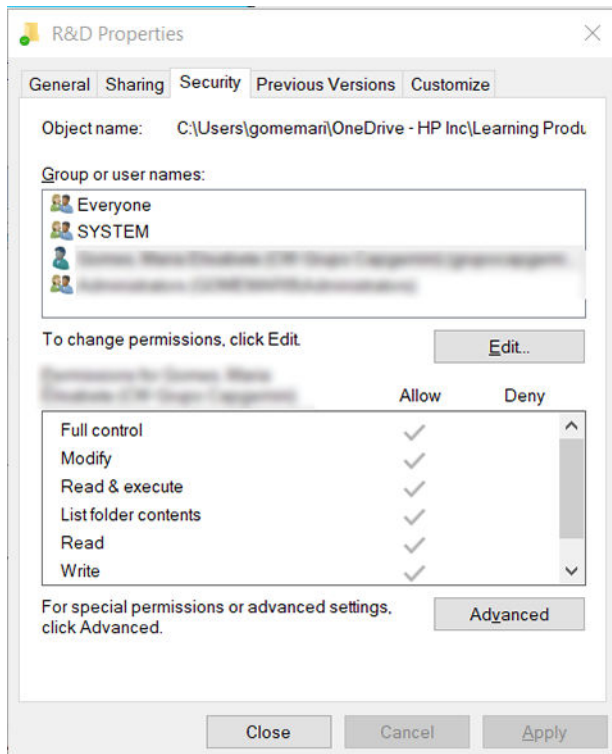 R&D Properties
General Sharing Security Previous Versions Customize
Object name: C:\Users\gomemari\OneDrive - HP Inc\Learning Produ
Group or user names:
Everyone
SYSTEM
To change permissions, click Edit.
Edit...
Allow Deny
Full control
Modify
Read & execute
List folder contents
Read
Write
For special permissions or advanced settings,
click Advanced.
Advanced
Close Cancel Apply